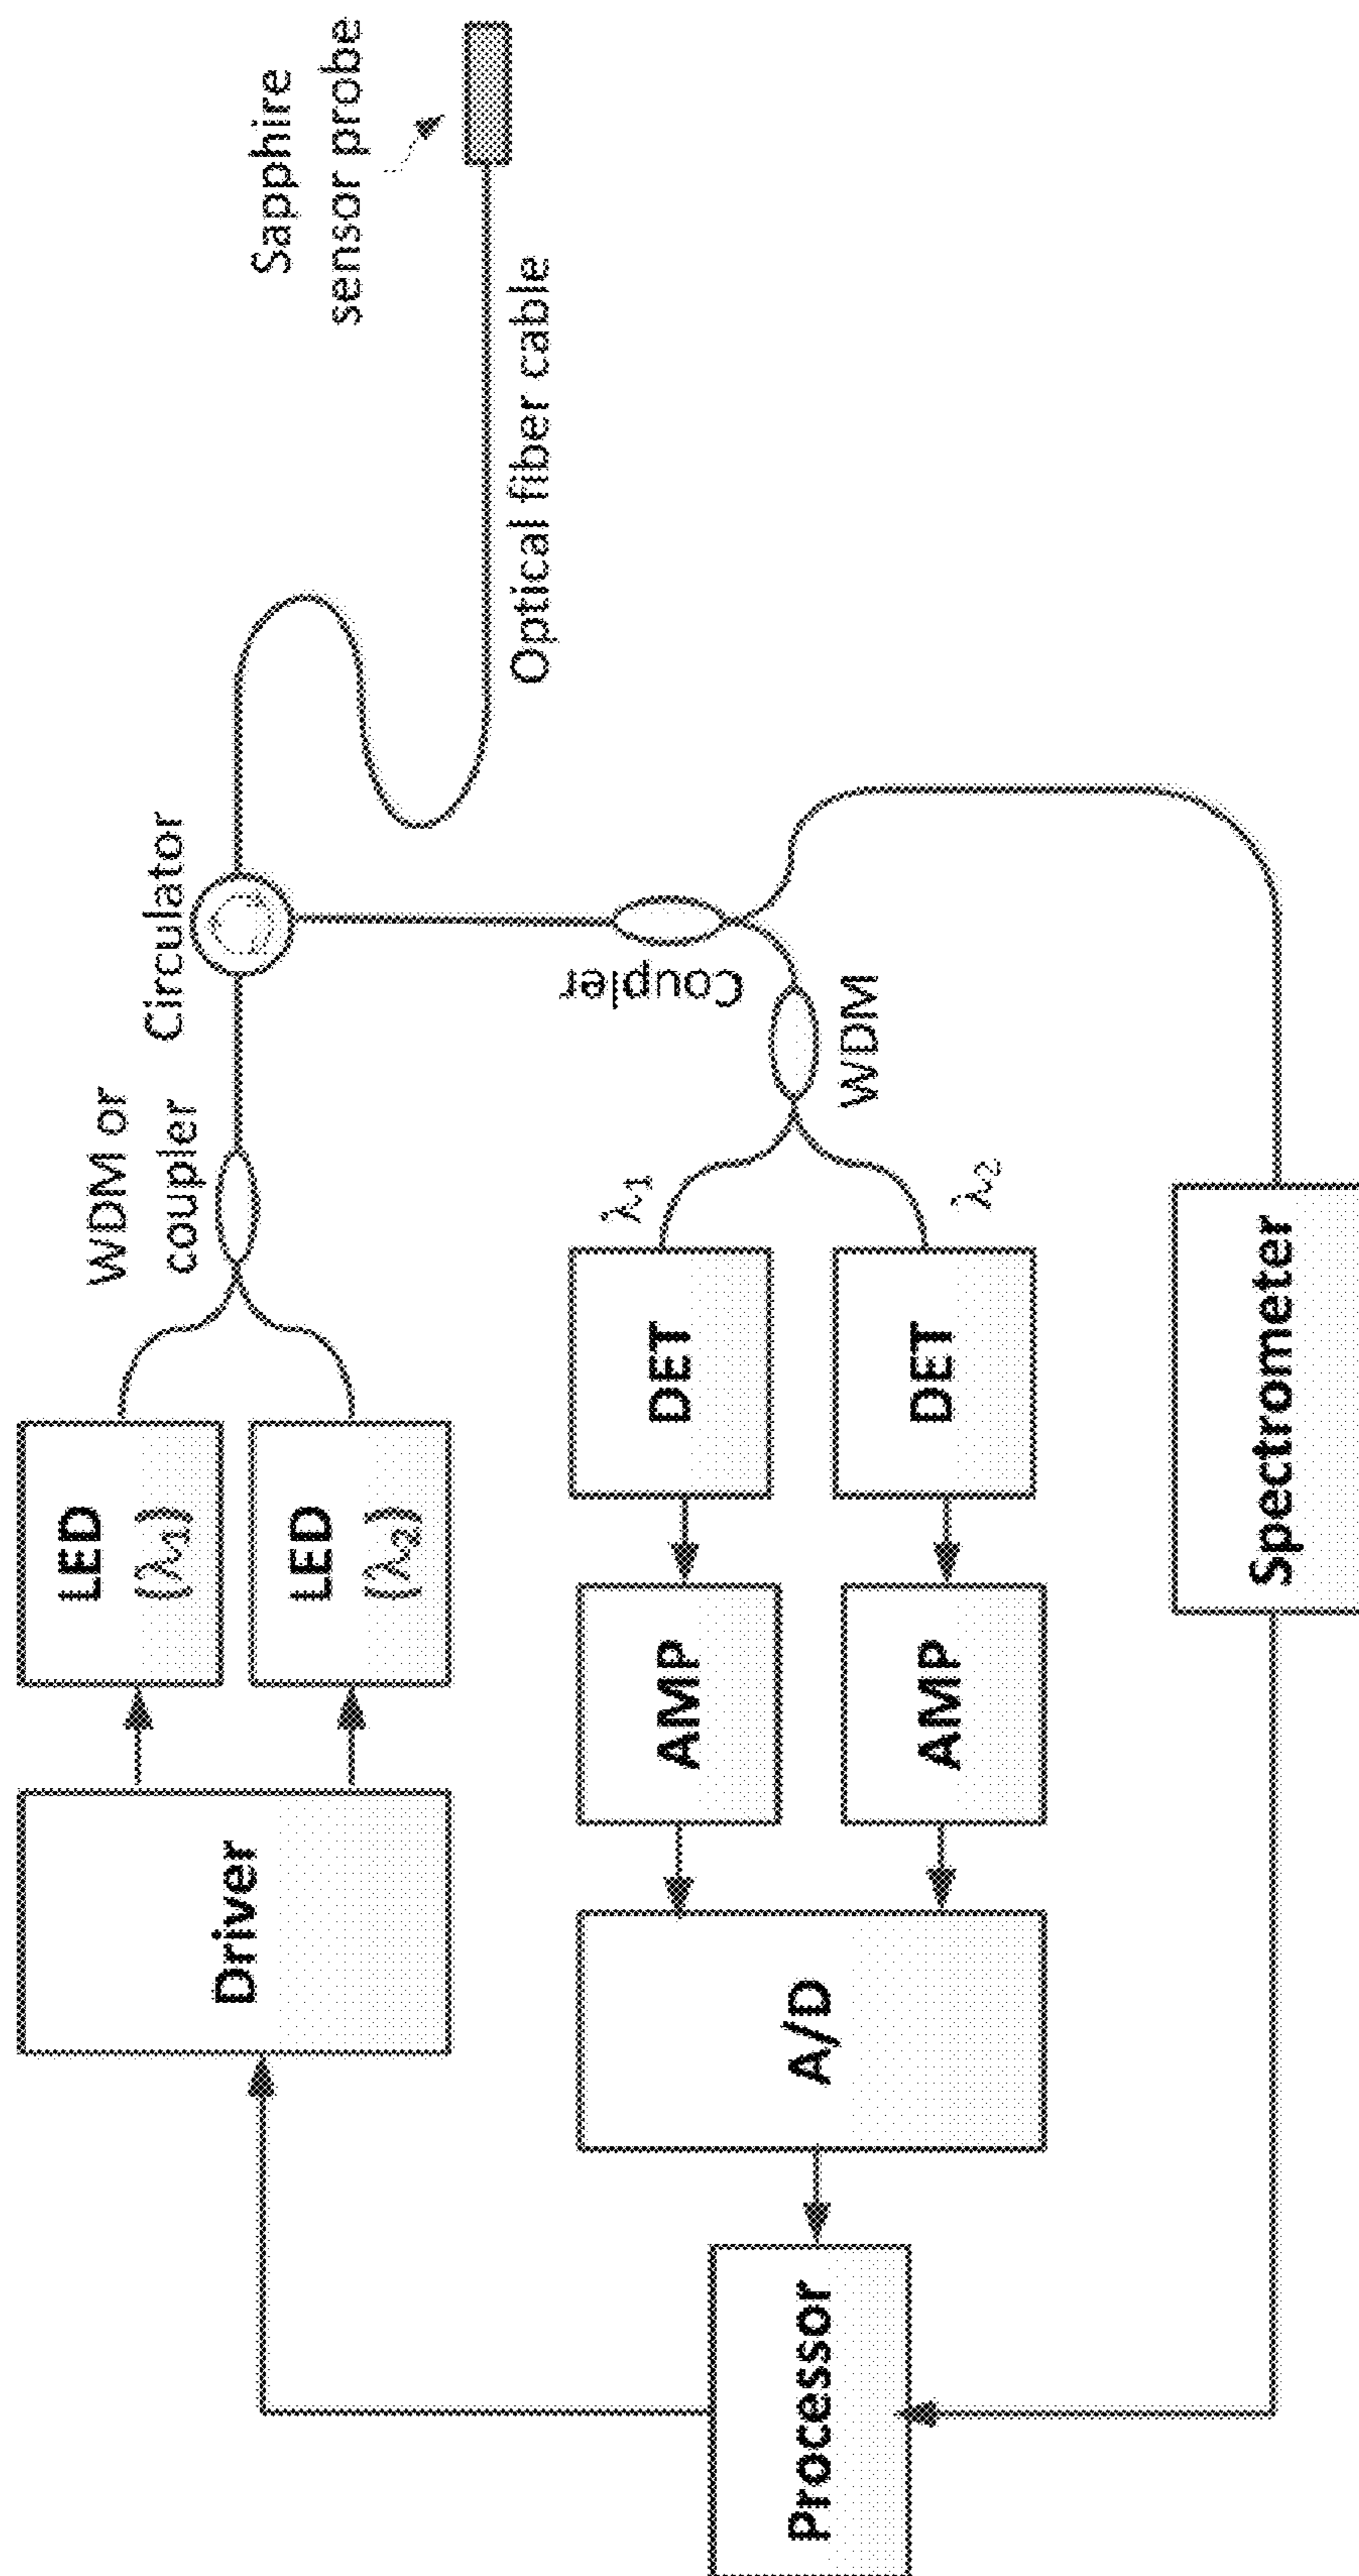 Sapphire
sensor probe
Optical fiber cable
Circulator
WDM or
coupler
Coupler
WDM
λ₁
λ₂
LED
(λ₁)
LED
(λ₂)
Driver
DET
DET
AMP
AMP
A/D
Processor
Spectrometer